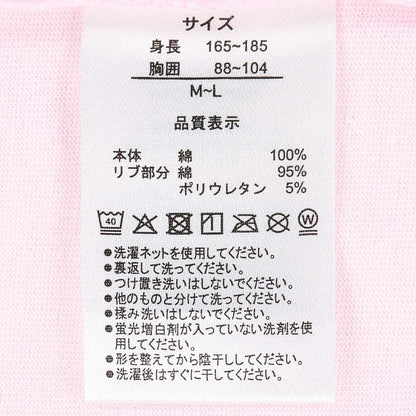 サイズ
身長 165~185
胸囲 88~104
M~L
品質表示
本体 綿 100%
リブ部分 綿 95%
ポリウレタン 5%
40
W
●洗濯ネットを使用してください。
●裏返して洗ってください。
●つけ置き洗いはしないでください。
●他のものと分けて洗ってください。
●揉み洗いはしないでください。
●蛍光増白剤が入っていない洗剤を使
用してください。
●形を整えてから陰干ししてください。
●洗濯後はすぐに干してください。